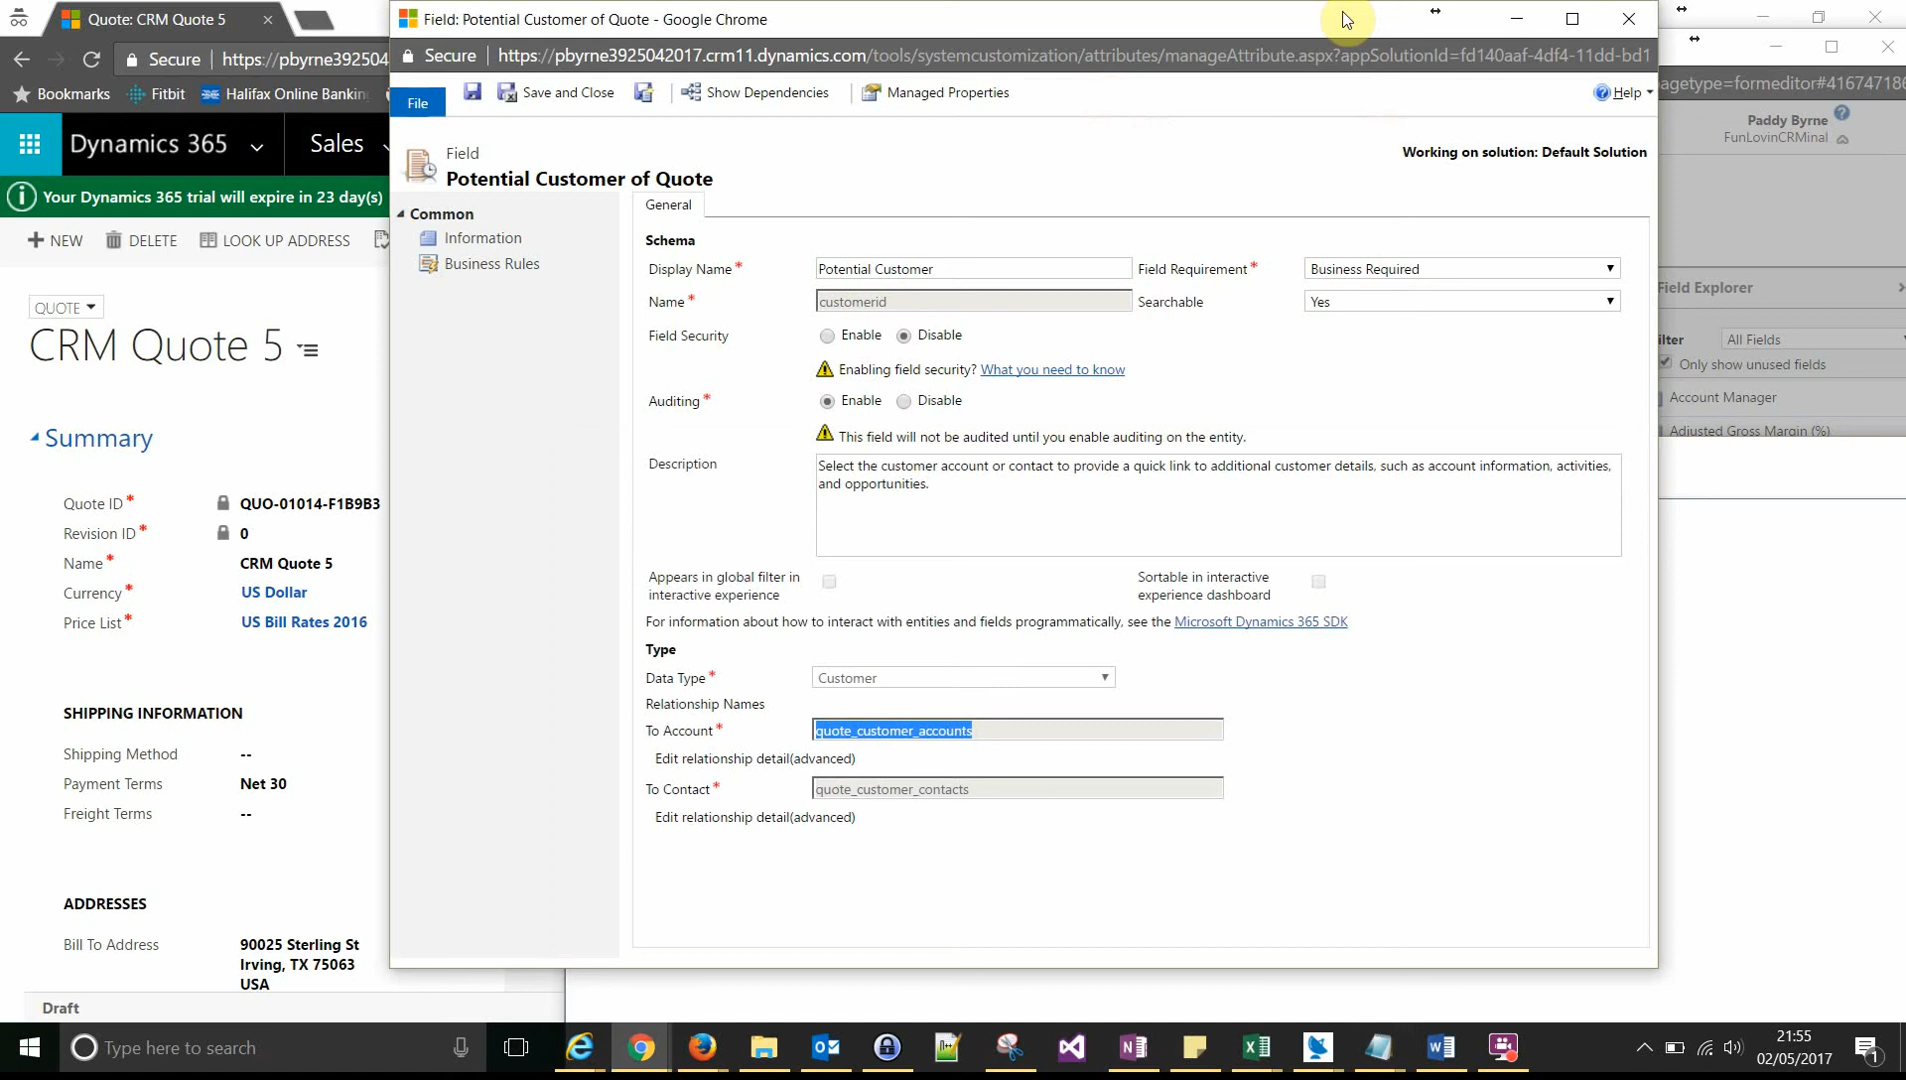 Quote: CRM Quote 5
Field: Potential Customer of Quote - Google Chrome
Secure
https://pbyrne392504
Secure
https://pbyrne3925042017.crm11.dynamics.com/tools/systemcustomization/attributes/manageAttribute.aspx?appSolutionId=fd140aaf-4df4-11dd-bd1
agetype=formeditor#416747186
Bookmarks
Fitbit
Halifax Online Bankin
File
Save and Close
Show Dependencies
Managed Properties
Help
Dynamics 365
Sales
Paddy Byrne
FunLovinCRMinal
Field
Potential Customer of Quote
Working on solution: Default Solution
Your Dynamics 365 trial will expire in 23 day(s)
NEW
DELETE
LOOK UP ADDRESS
Common
Information
Business Rules
General
Schema
Display Name*
Potential Customer
Field Requirement*
Business Required
Name*
customerid
Searchable
Yes
Field Security
Enable
Disable
Enabling field security? What you need to know
Auditing*
Enable
Disable
This field will not be audited until you enable auditing on the entity.
Description
Select the customer account or contact to provide a quick link to additional customer details, such as account information, activities,
and opportunities.
Appears in global filter in
interactive experience
Sortable in interactive
experience dashboard
For information about how to interact with entities and fields programmatically, see the Microsoft Dynamics 365 SDK
Type
Data Type*
Customer
Relationship Names
To Account*
quote_customer_accounts
Edit relationship detail(advanced)
To Contact*
quote_customer_contacts
Edit relationship detail(advanced)
Field Explorer
ilter
All Fields
Only show unused fields
Account Manager
Adjusted Gross Margin (%)
QUOTE
CRM Quote 5
Summary
Quote ID*
QUO-01014-F1B9B3
Revision ID*
0
Name*
CRM Quote 5
Currency*
US Dollar
Price List*
US Bill Rates 2016
SHIPPING INFORMATION
Shipping Method
--
Payment Terms
Net 30
Freight Terms
--
ADDRESSES
Bill To Address
90025 Sterling St
Irving, TX 75063
USA
Draft
Type here to search
21:55
02/05/2017
1